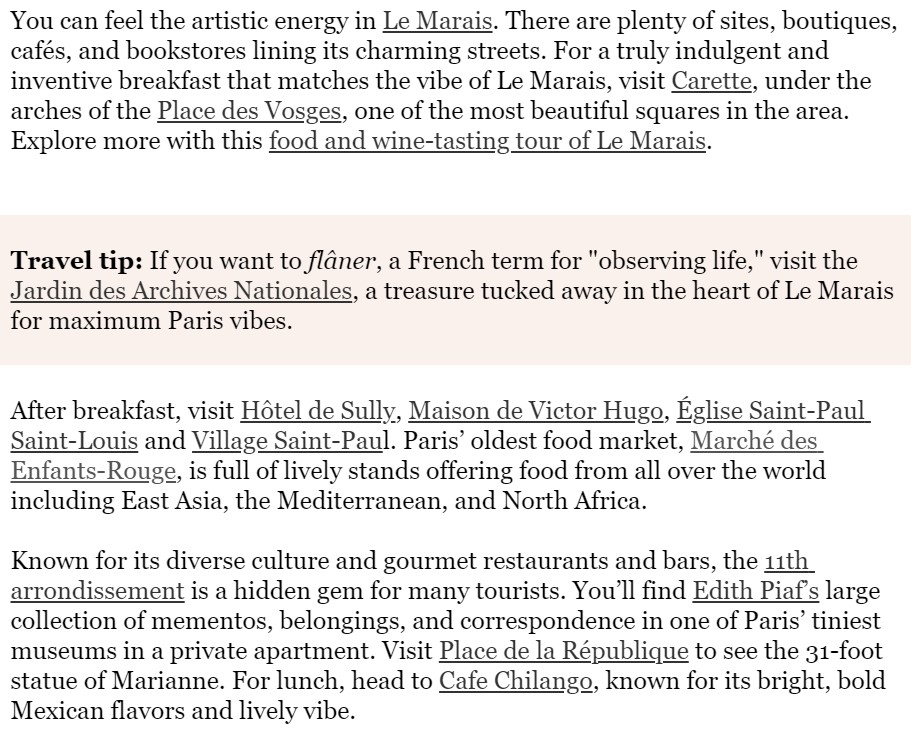 You can feel the artistic energy in Le Marais. There are plenty of sites, boutiques,
cafés, and bookstores lining its charming streets. For a truly indulgent and
inventive breakfast that matches the vibe of Le Marais, visit Carette, under the
arches of the Place des Vosges, one of the most beautiful squares in the area.
Explore more with this food and wine-tasting tour of Le Marais.
Travel tip: If you want to flâner, a French term for "observing life," visit the
Jardin des Archives Nationales, a treasure tucked away in the heart of Le Marais
for maximum Paris vibes.
After breakfast, visit Hôtel de Sully, Maison de Victor Hugo, Église Saint-Paul
Saint-Louis and Village Saint-Paul. Paris’ oldest food market, Marché des
Enfants-Rouge, is full of lively stands offering food from all over the world
including East Asia, the Mediterranean, and North Africa.
Known for its diverse culture and gourmet restaurants and bars, the 11th
arrondissement is a hidden gem for many tourists. You’ll find Edith Piaf’s large
collection of mementos, belongings, and correspondence in one of Paris’ tiniest
museums in a private apartment. Visit Place de la République to see the 31-foot
statue of Marianne. For lunch, head to Cafe Chilango, known for its bright, bold
Mexican flavors and lively vibe.